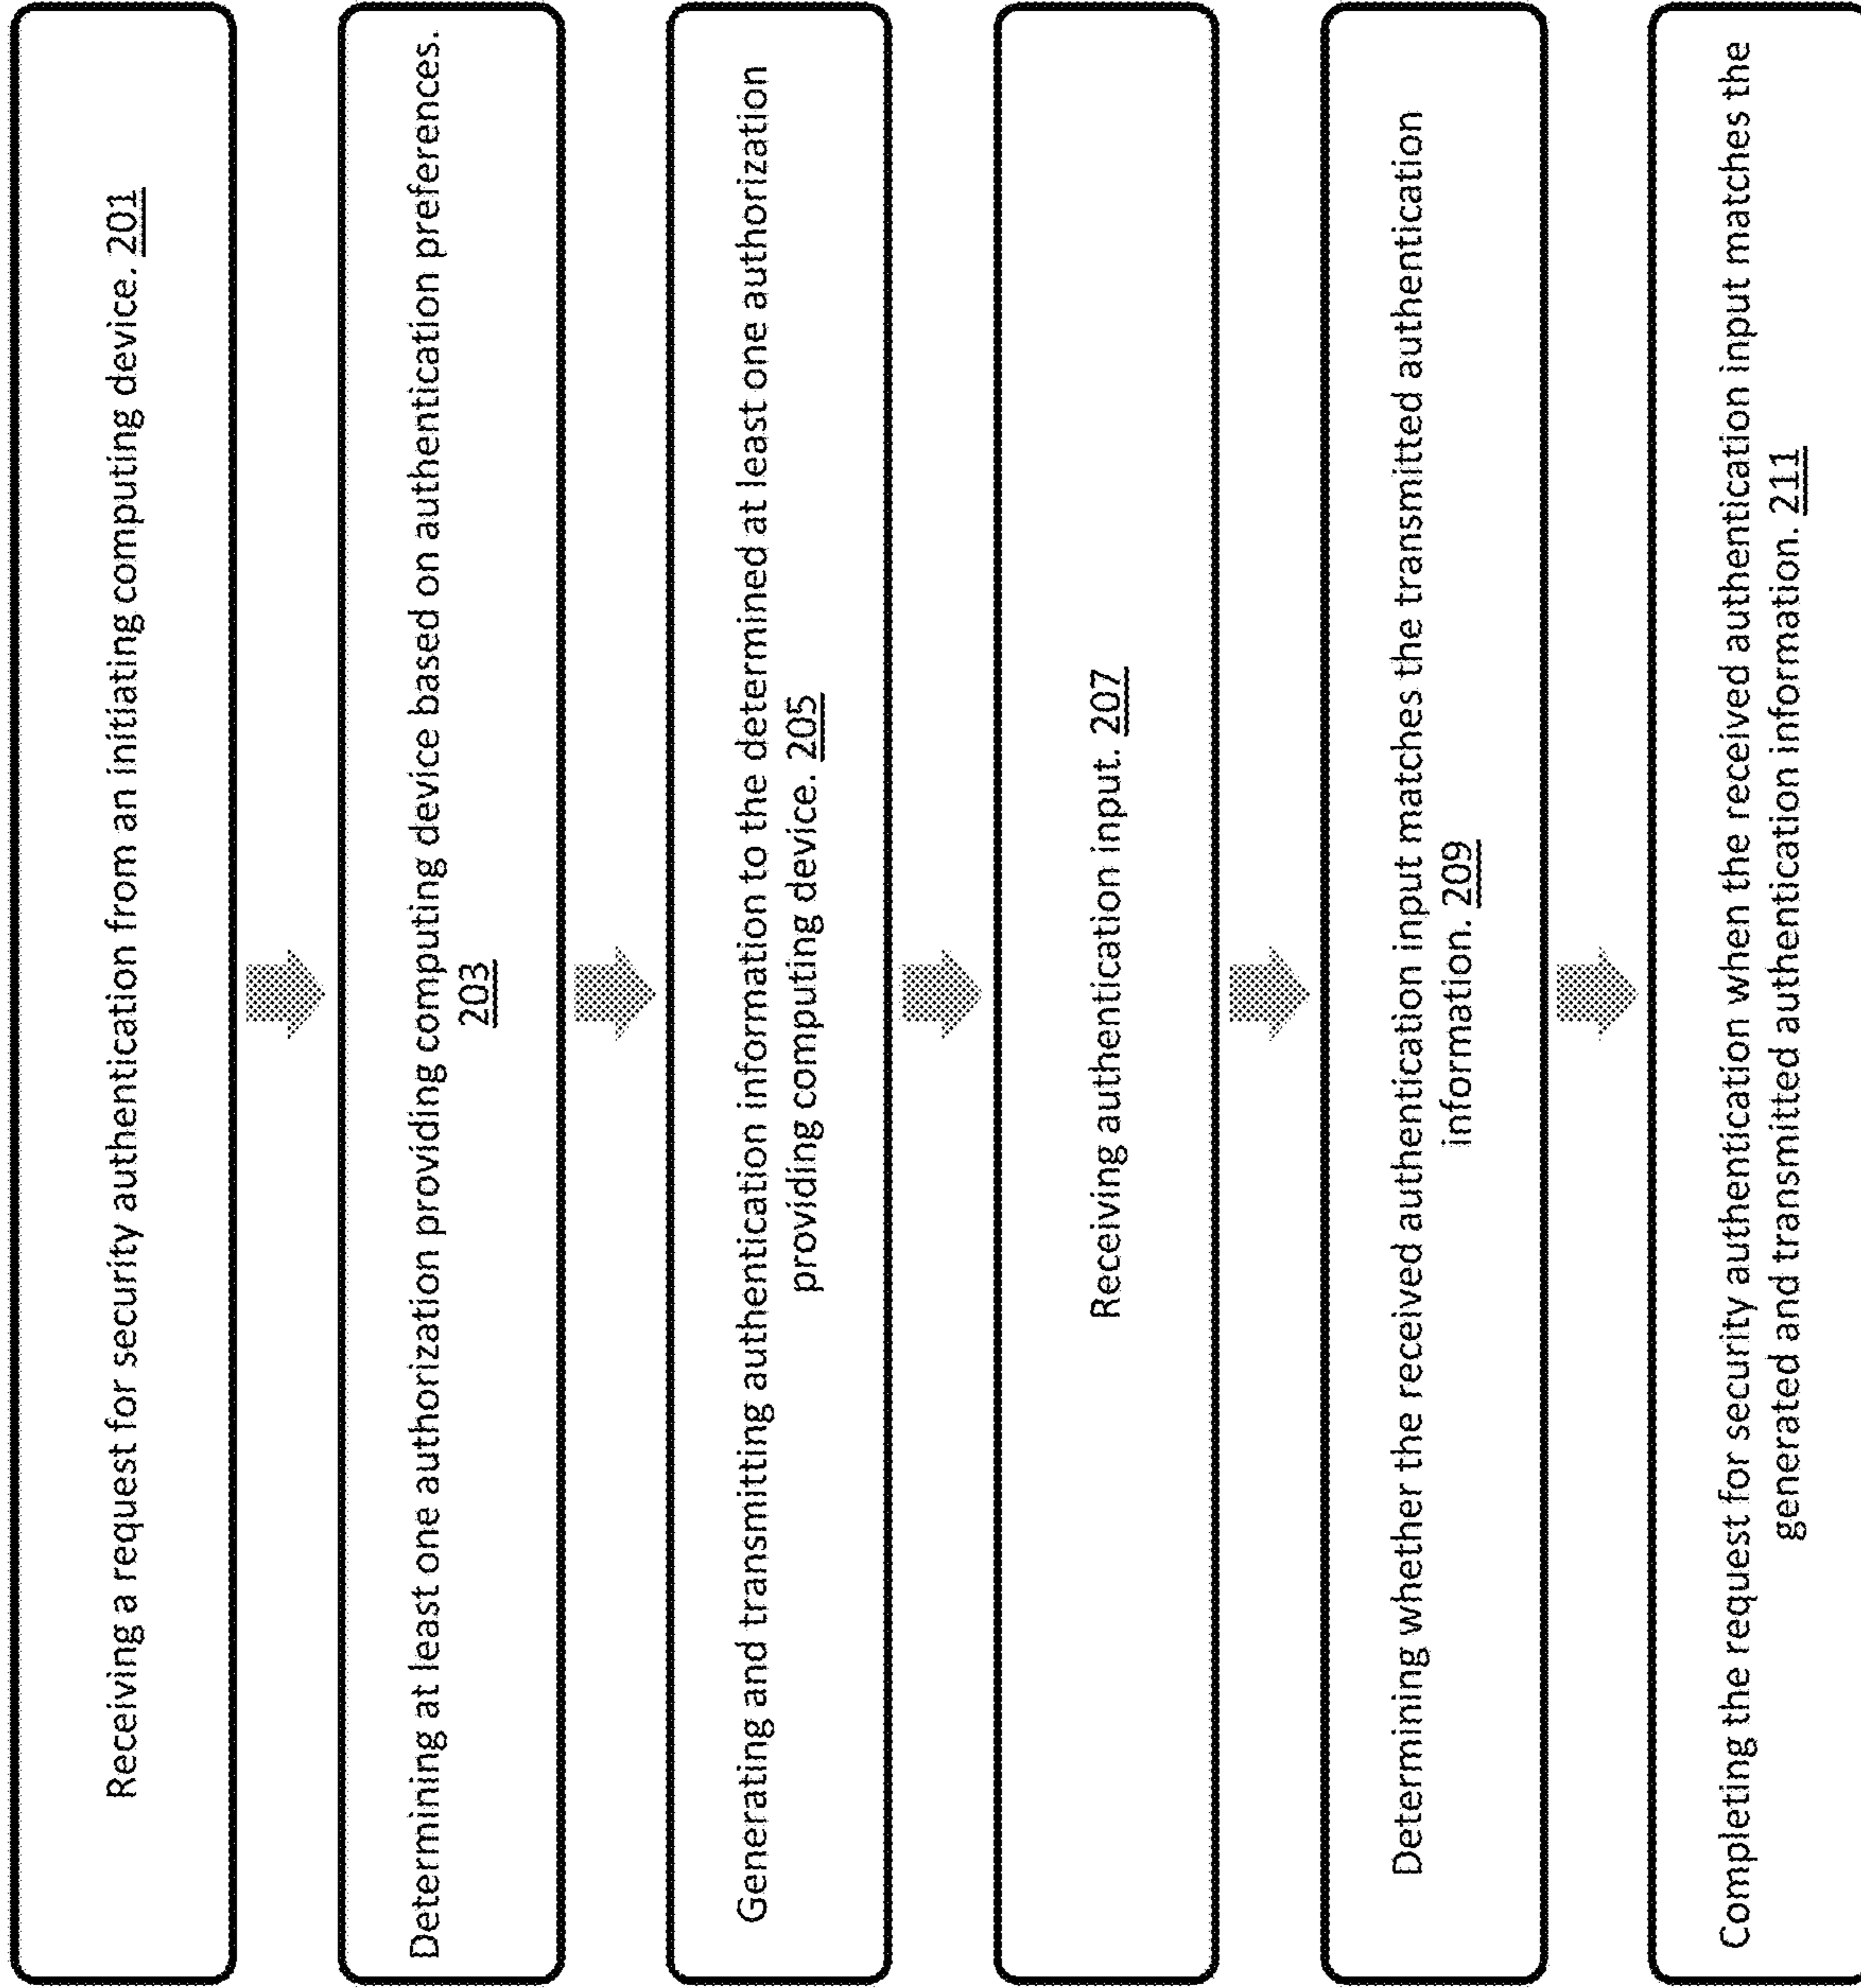 Receiving a request for security authentication from an initiating computing device. 201
Determining at least one authorization providing computing device based on authentication preferences.
203
Generating and transmitting authentication information to the determined at least one authorization
providing computing device. 205
Receiving authentication input. 207
Determining whether the received authentication input matches the transmitted authentication
information. 209
Completing the request for security authentication when the received authentication input matches the
generated and transmitted authentication information. 211